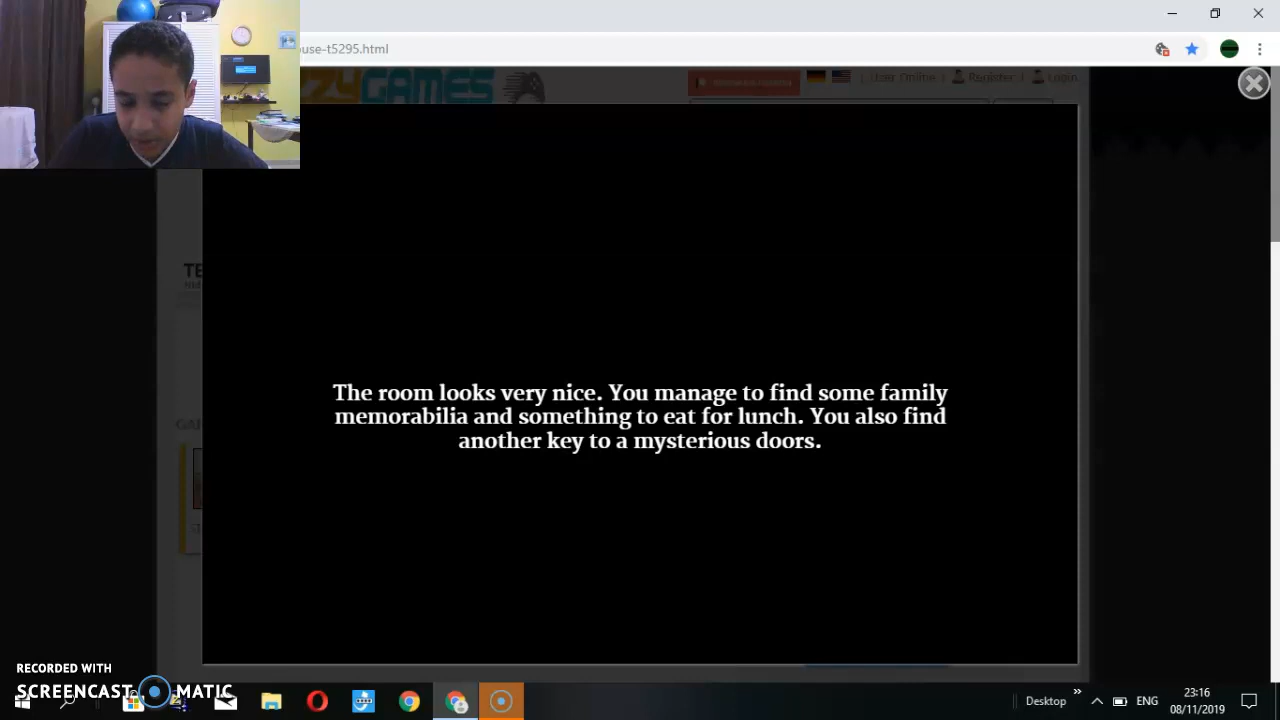 use-t5295.html
ZZY GAMES
Register
Login
The room looks very nice. You manage to find some family
memorabilia and something to eat for lunch. You also find
another key to a mysterious doors.
RECORDED WITH
SCREENCAST MATIC
Desktop
ENG
23:16
08/11/2019